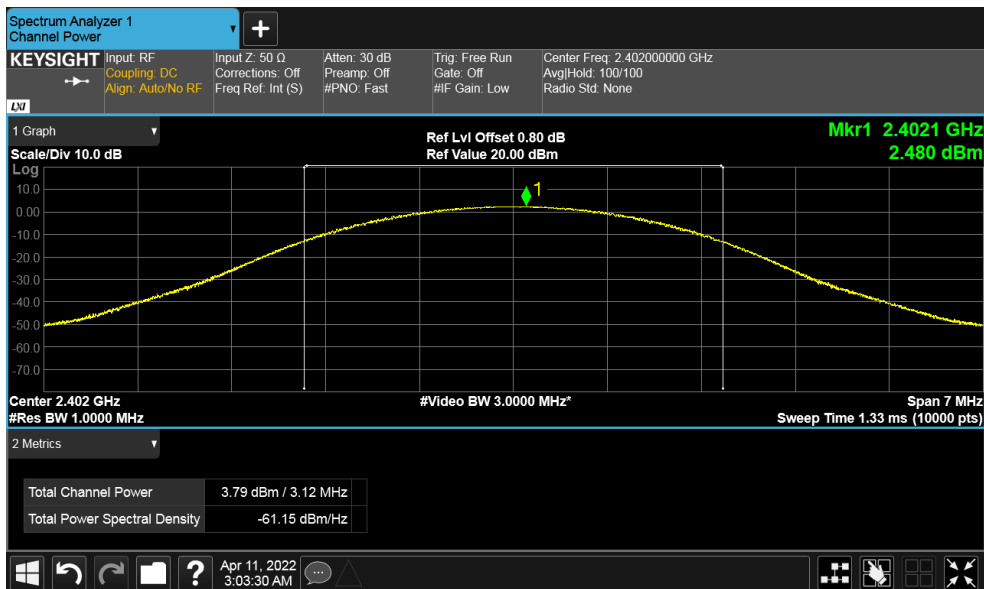 Spectrum Analyzer 1
Channel Power
+
KEYSIGHT
LXI
Input: RF
Coupling: DC
Align: Auto/No RF
Input Z: 50 Ω
Corrections: Off
Freq Ref: Int (S)
Atten: 30 dB
Preamp: Off
#PNO: Fast
Trig: Free Run
Gate: Off
#IF Gain: Low
Center Freq: 2.402000000 GHz
Avg|Hold: 100/100
Radio Std: None
1 Graph
Scale/Div 10.0 dB
Ref Lvl Offset 0.80 dB
Ref Value 20.00 dBm
Mkr1 2.4021 GHz
2.480 dBm
Log
10.0
0.00
-10.0
-20.0
-30.0
-40.0
-50.0
-60.0
-70.0
1
Center 2.402 GHz
#Res BW 1.0000 MHz
#Video BW 3.0000 MHz*
Span 7 MHz
Sweep Time 1.33 ms (10000 pts)
2 Metrics
Total Channel Power 3.79 dBm / 3.12 MHz
Total Power Spectral Density -61.15 dBm/Hz
?
Apr 11, 2022
3:03:30 AM